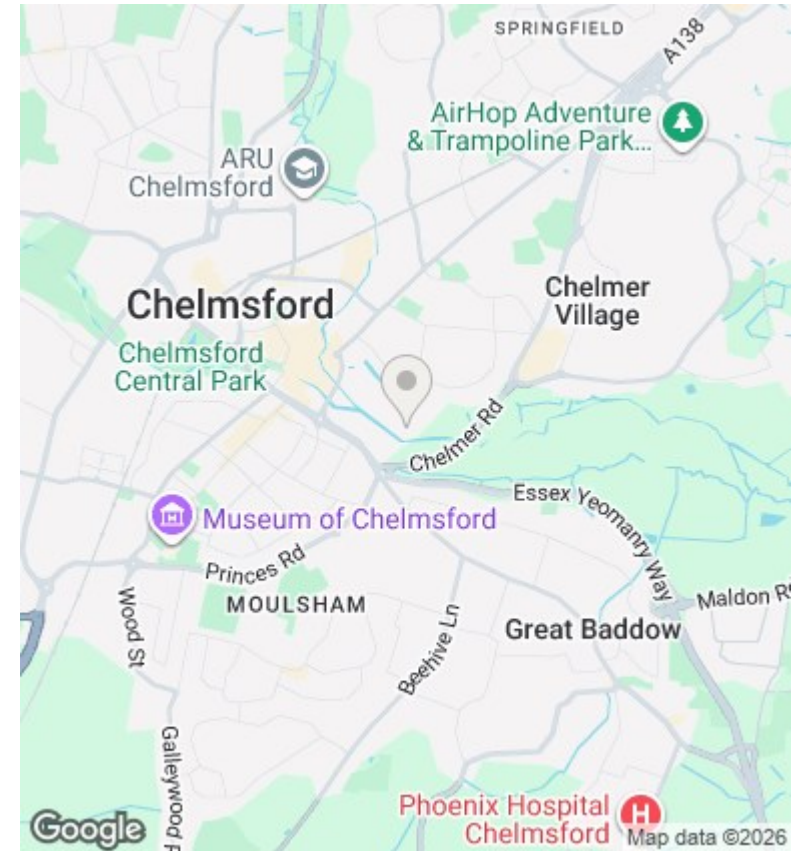 SPRINGFIELD
A138
AirHop Adventure
& Trampoline Park...
ARU
Chelmsford
Chelmer
Village
Chelmsford
Chelmsford
Central Park
Chelmer Rd
Essex Yeomanry Way
Museum of Chelmsford
Princes Rd
Maldon R
MOULSHAM
Wood St
Great Baddow
Beehive Ln
Galleywood R
Phoenix Hospital
Chelmsford
Google
Map data ©2026